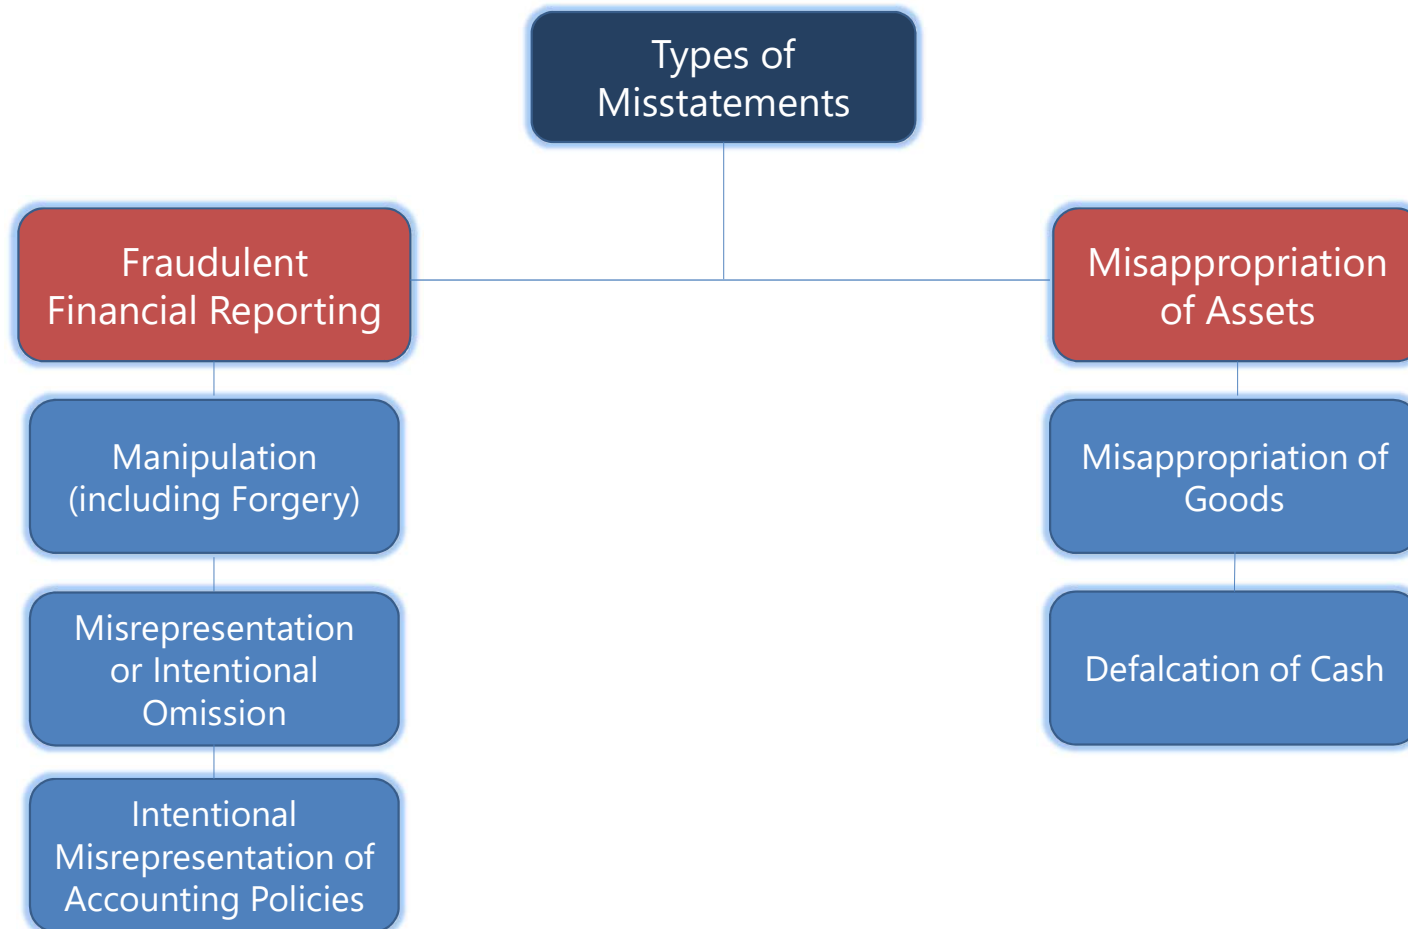 Types of
Misstatements
Fraudulent
Financial Reporting
Misappropriation
of Assets
Manipulation
(including Forgery)
Misappropriation of
Goods
Misrepresentation
or Intentional
Omission
Defalcation of Cash
Intentional
Misrepresentation of
Accounting Policies